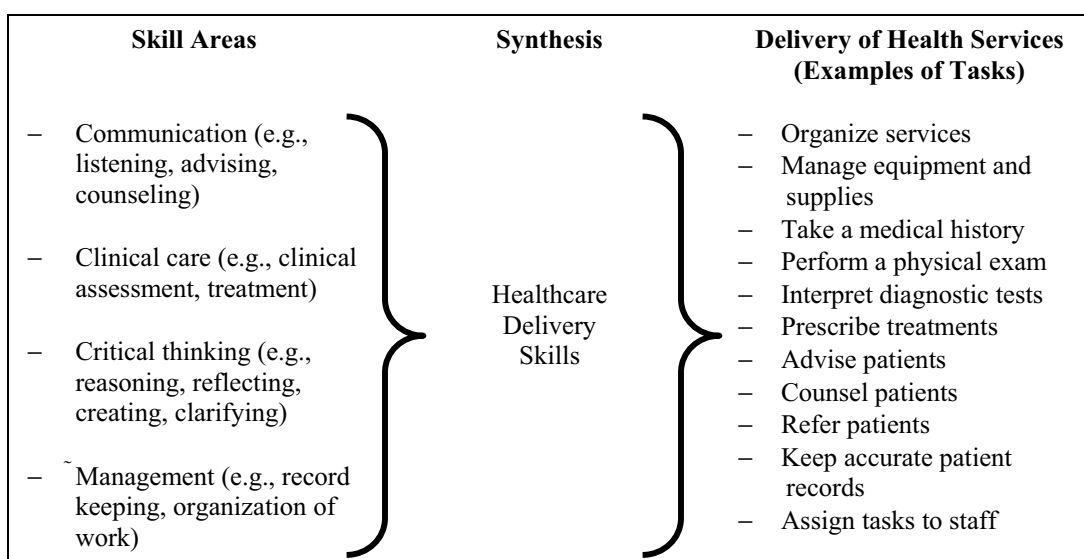 Skill Areas
Synthesis
Delivery of Health Services
(Examples of Tasks)
– Communication (e.g.,
listening, advising,
counseling)
– Clinical care (e.g., clinical
assessment, treatment)
– Critical thinking (e.g.,
reasoning, reflecting,
creating, clarifying)
– ˜Management (e.g., record
keeping, organization of
work)
Healthcare
Delivery
Skills
– Organize services
– Manage equipment and
supplies
– Take a medical history
– Perform a physical exam
– Interpret diagnostic tests
– Prescribe treatments
– Advise patients
– Counsel patients
– Refer patients
– Keep accurate patient
records
– Assign tasks to staff